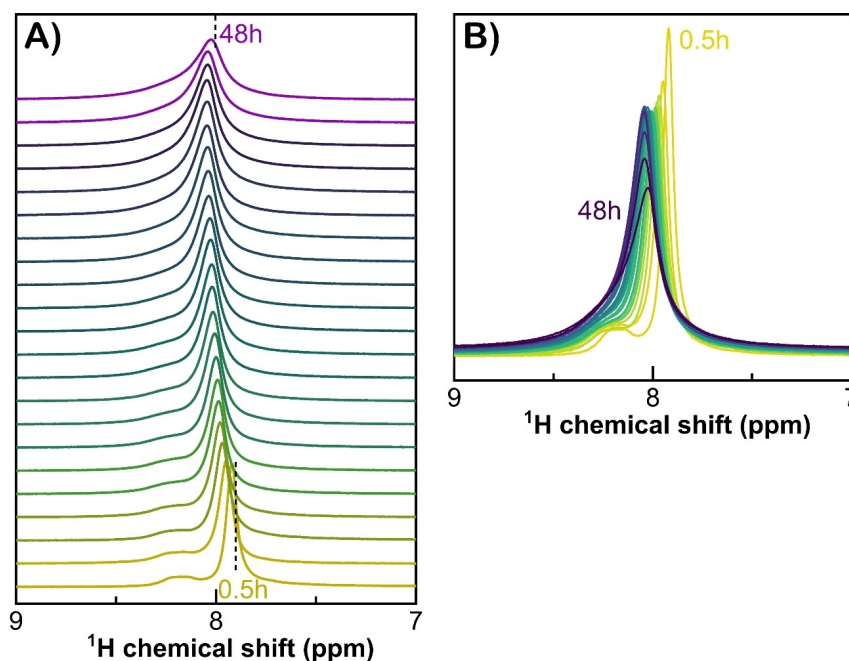 A)
48h
0.5h
9
8
7
¹H chemical shift (ppm)
B)
0.5h
48h
9
8
7
¹H chemical shift (ppm)